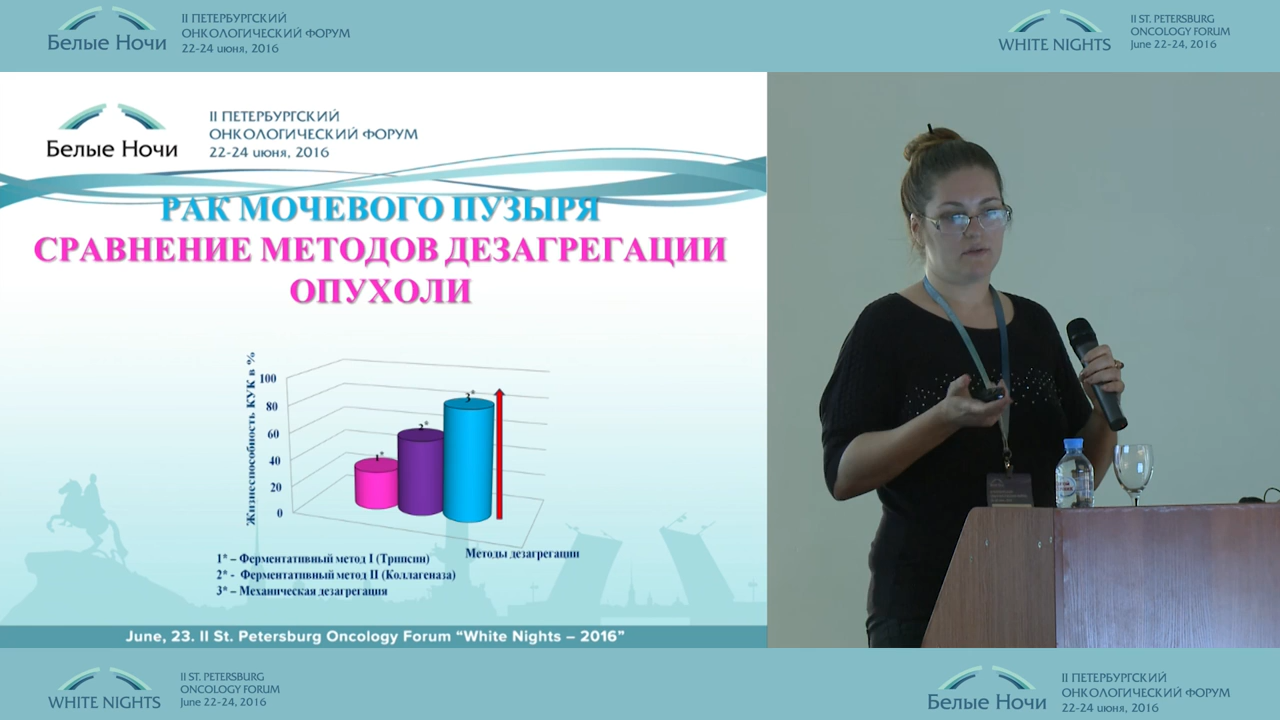 II ПЕТЕРБУРГСКИЙ
ОНКОЛОГИЧЕСКИЙ ФОРУМ
22-24 июня, 2016
Белые Ночи
II ST. PETERSBURG
ONCOLOGY FORUM
June 22-24, 2016
WHITE NIGHTS
II ПЕТЕРБУРГСКИЙ
ОНКОЛОГИЧЕСКИЙ ФОРУМ
22-24 июня, 2016
Белые Ночи
РАК МОЧЕВОГО ПУЗЫРЯ
СРАВНЕНИЕ МЕТОДОВ ДЕЗАГРЕГАЦИИ
ОПУХОЛИ
Жизнеспособность КУК в %
100
80
60
40
20
0
1*
2*
3*
Методы дезагрегации
1* – Ферментативный метод I (Трипсин)
2* - Ферментативный метод II (Коллагеназа)
3* – Механическая дезагрегация
June, 23. II St. Petersburg Oncology Forum “White Nights – 2016”
II ST. PETERSBURG
ONCOLOGY FORUM
June 22-24, 2016
WHITE NIGHTS
II ПЕТЕРБУРГСКИЙ
ОНКОЛОГИЧЕСКИЙ ФОРУМ
22-24 июня, 2016
Белые Ночи